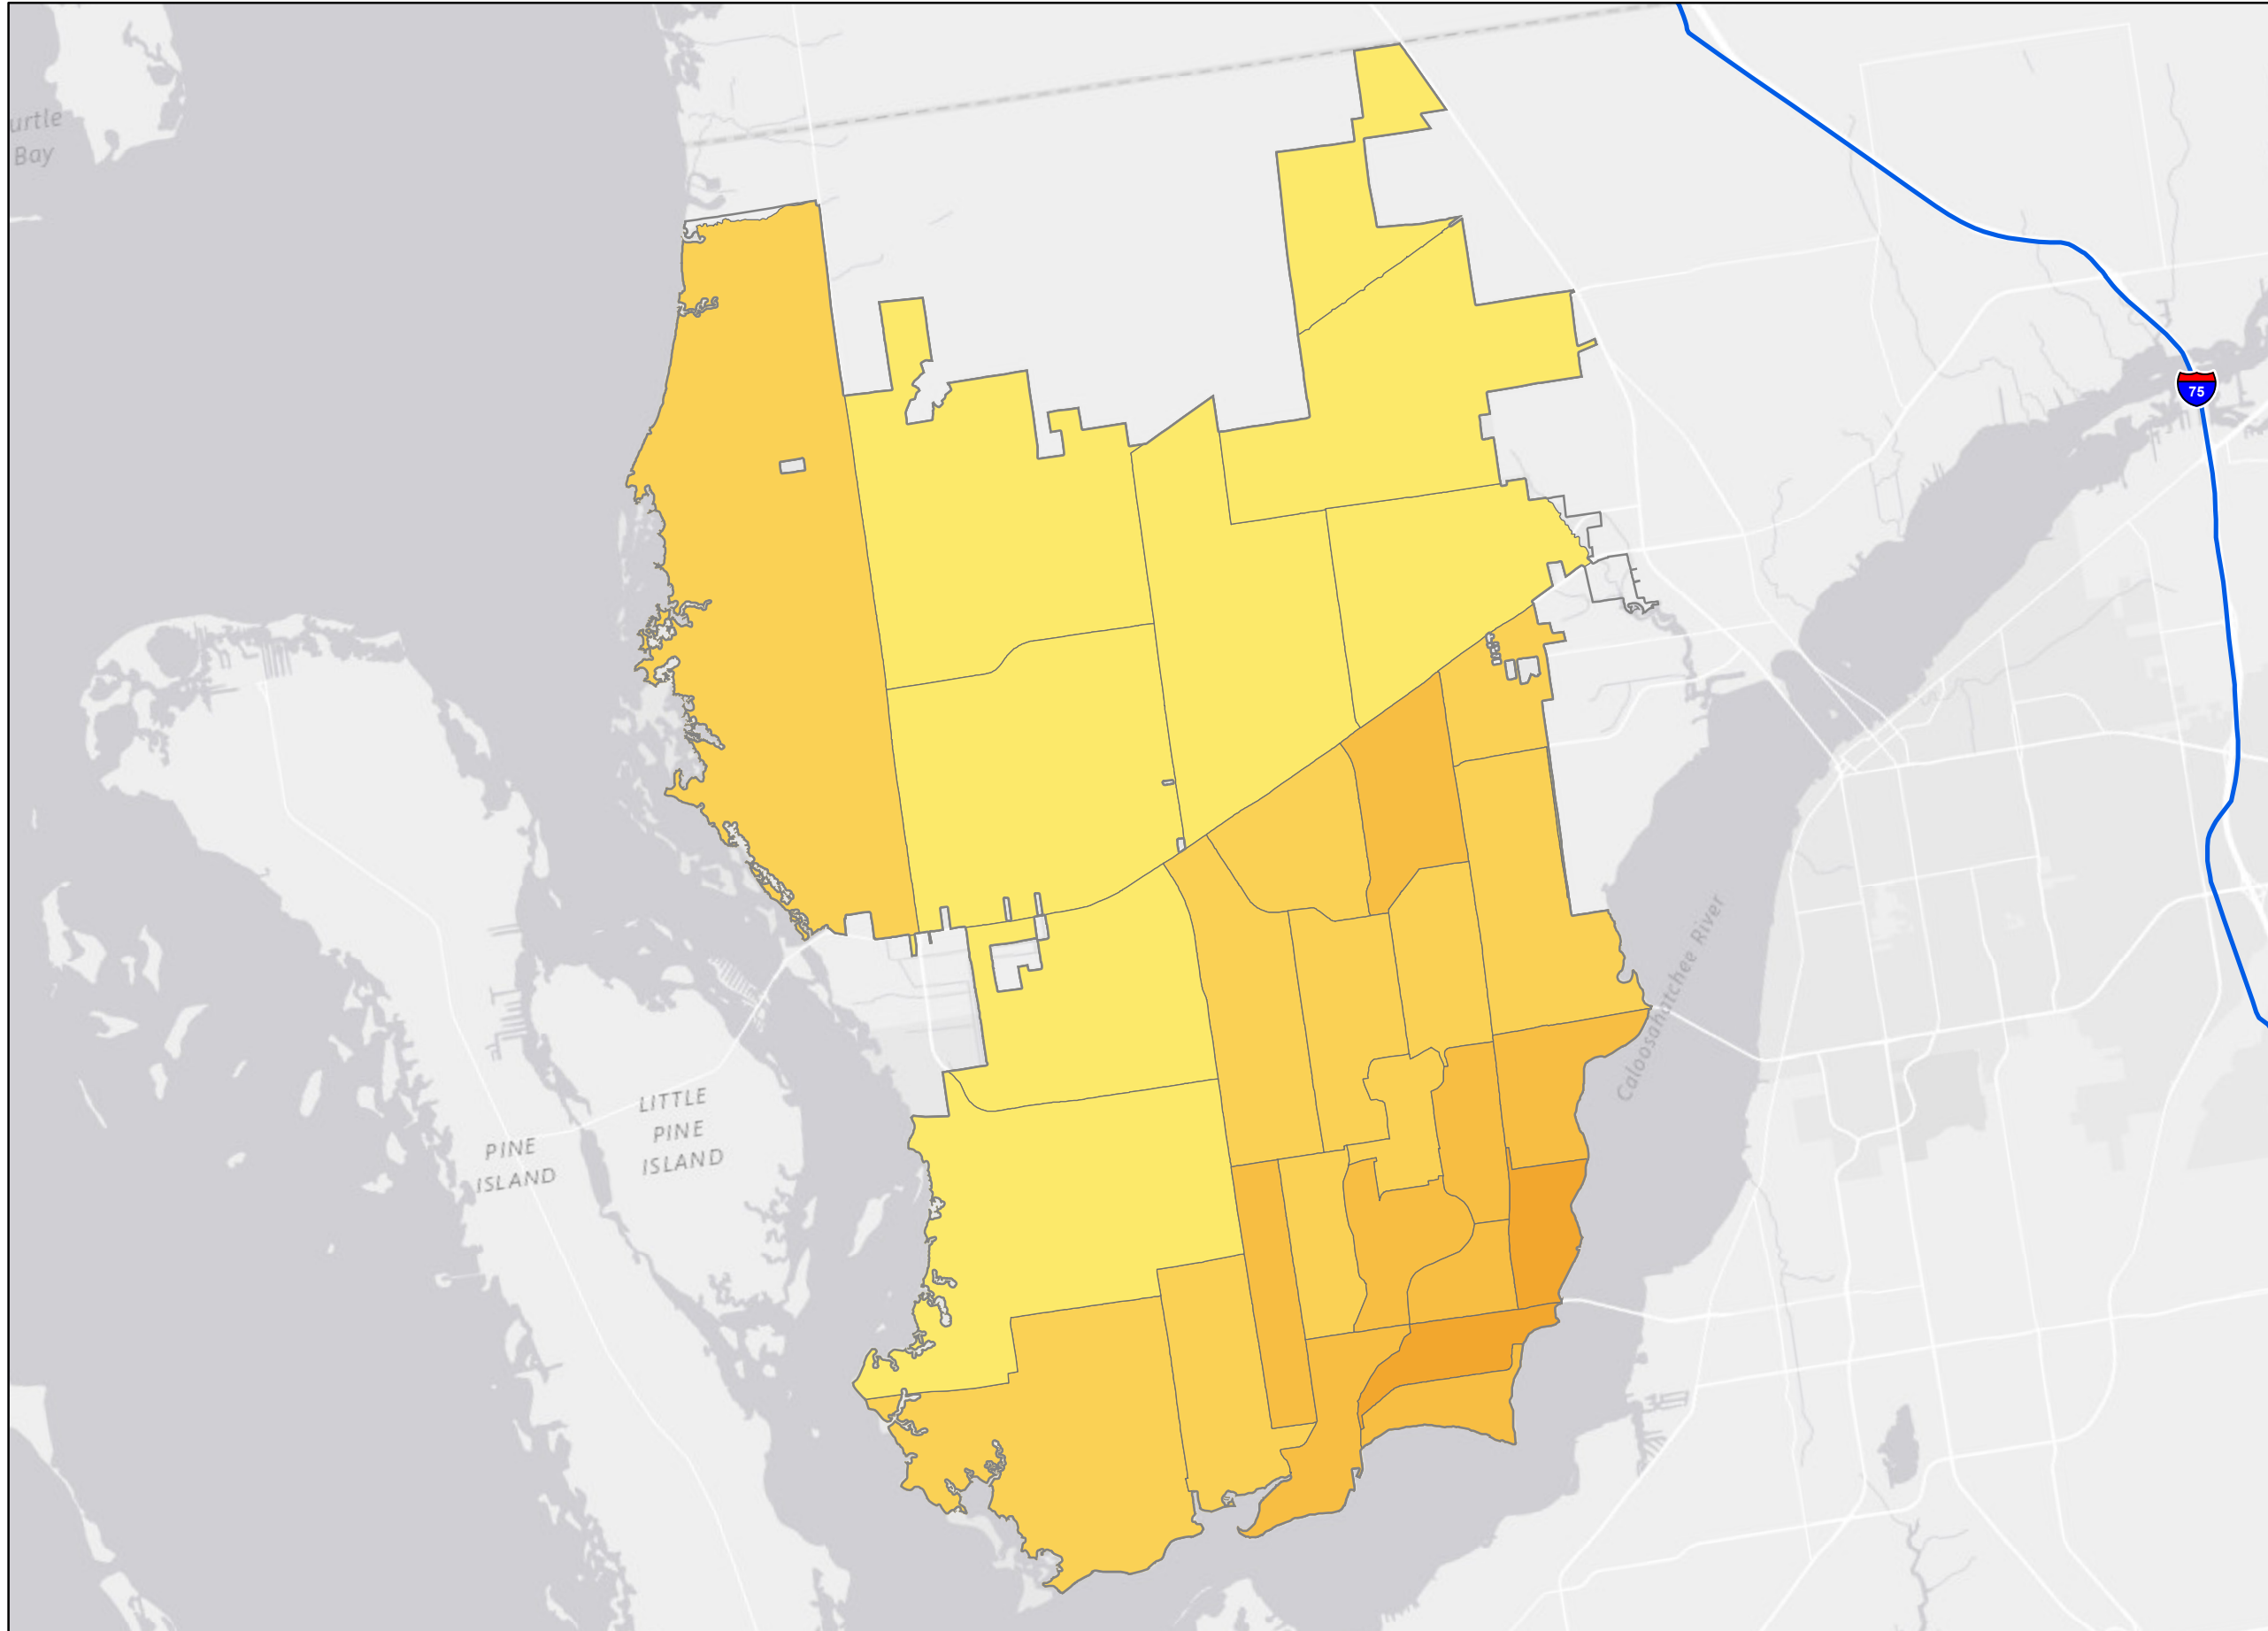 urtle
Bay
75
Caloosahatchee River
LITTLE
PINE
ISLAND
PINE
ISLAND